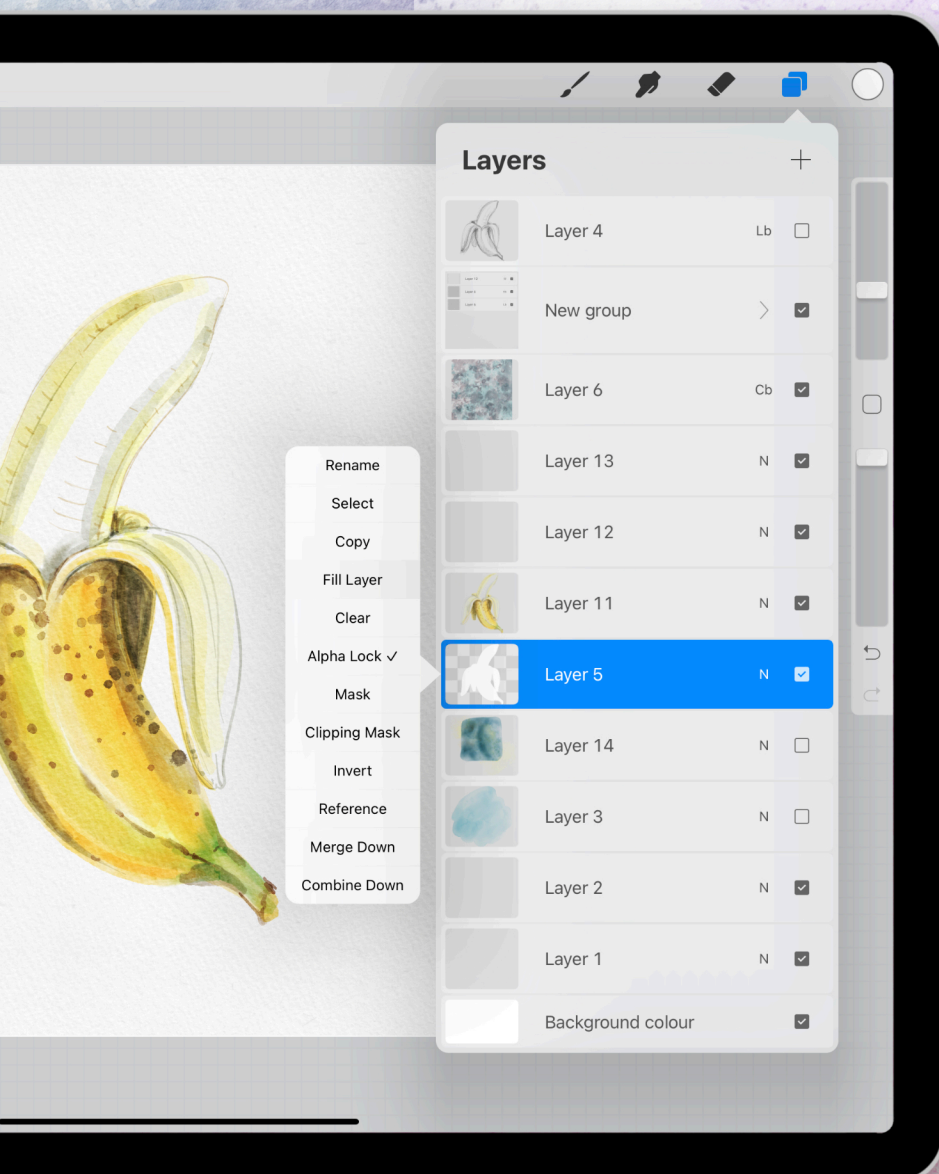 Layers
Layer 4 Lb
New group
Layer 6 Cb
Layer 13 N
Layer 12 N
Layer 11 N
Layer 5 N
Layer 14 N
Layer 3 N
Layer 2 N
Layer 1 N
Background colour
Rename
Select
Copy
Fill Layer
Clear
Alpha Lock ✓
Mask
Clipping Mask
Invert
Reference
Merge Down
Combine Down